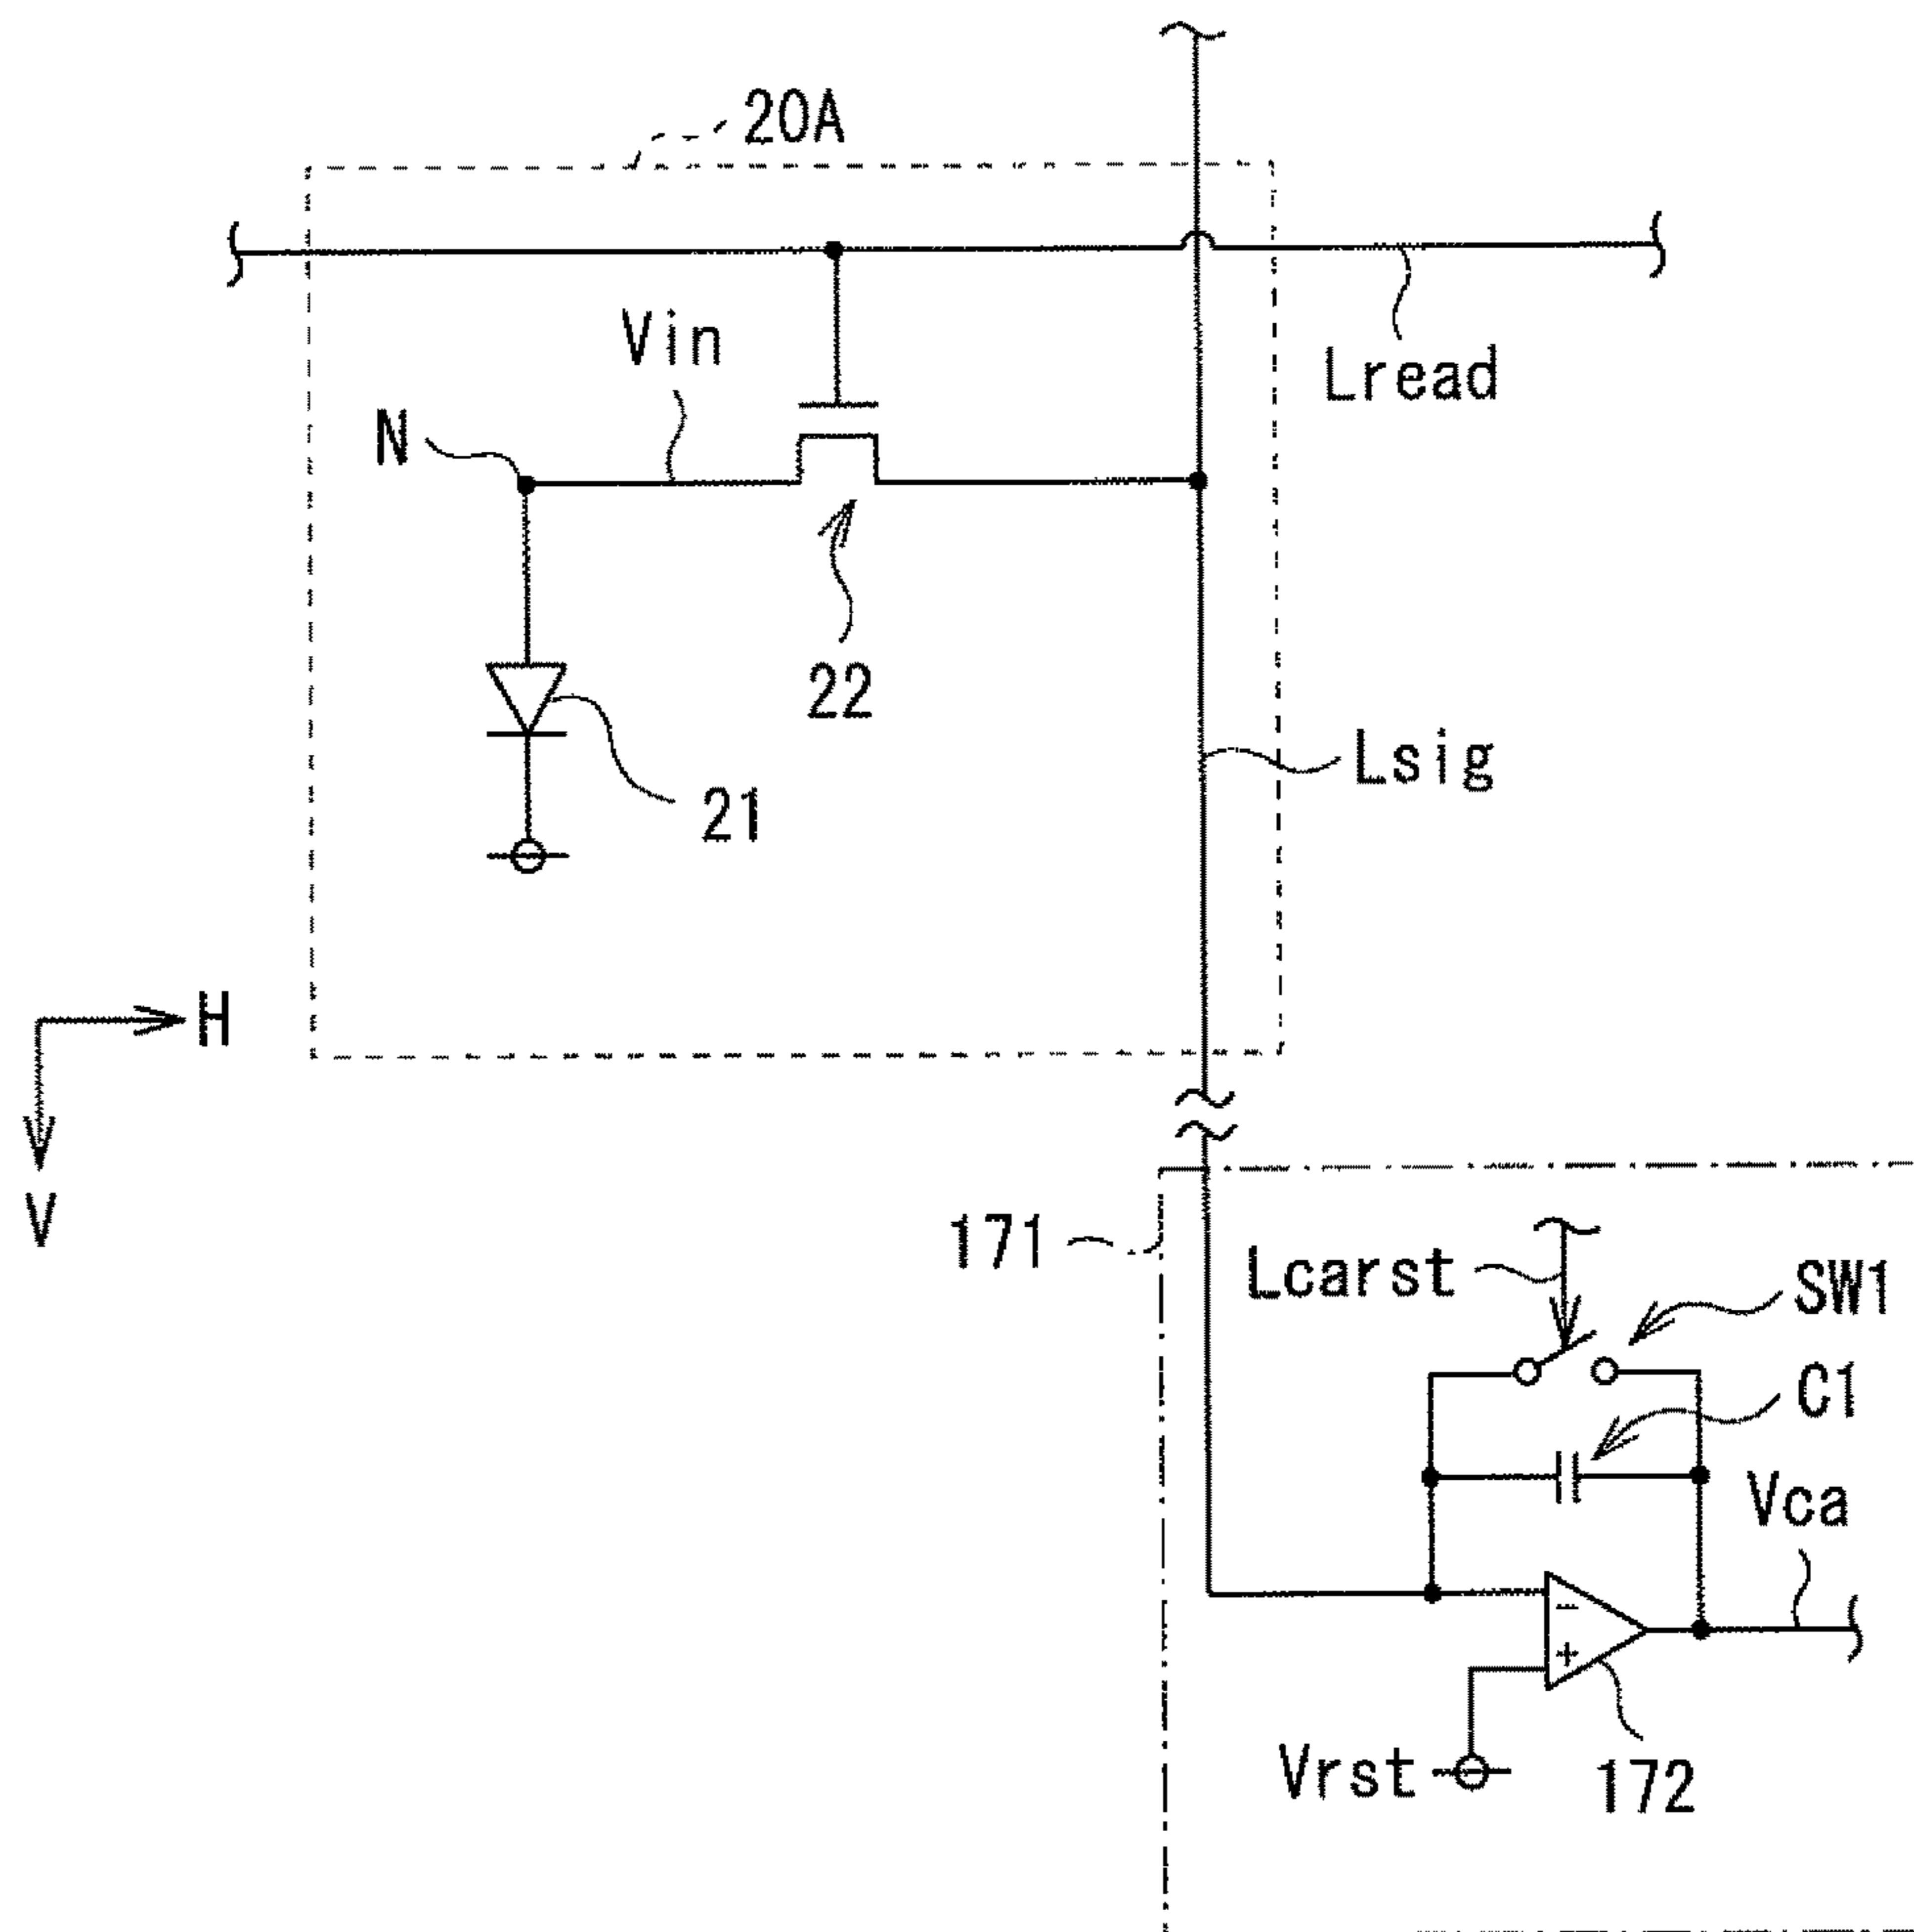 20A
Vin
Lread
N
22
Lsig
21
H
V
171
Lcarst
SW1
C1
Vca
−
+
Vrst
172